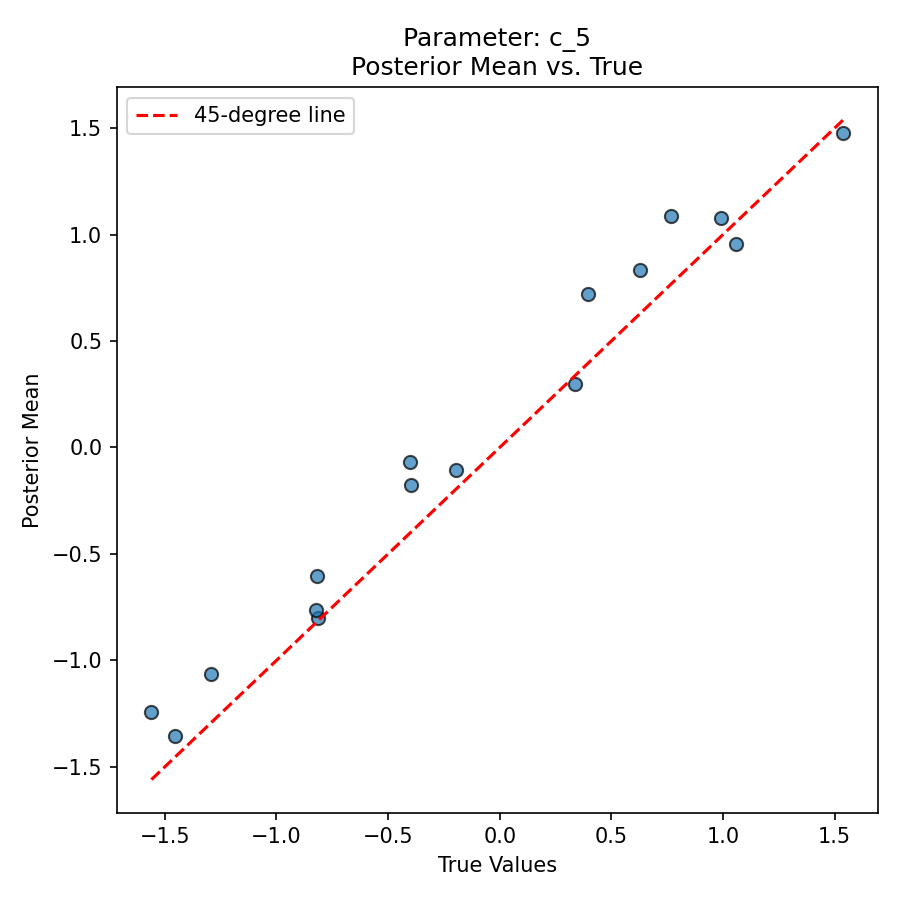 Parameter: c_5
Posterior Mean vs. True
45-degree line
1.5
1.0
0.5
0.0
−0.5
−1.0
−1.5
Posterior Mean
−1.5 −1.0 −0.5 0.0 0.5 1.0 1.5
True Values